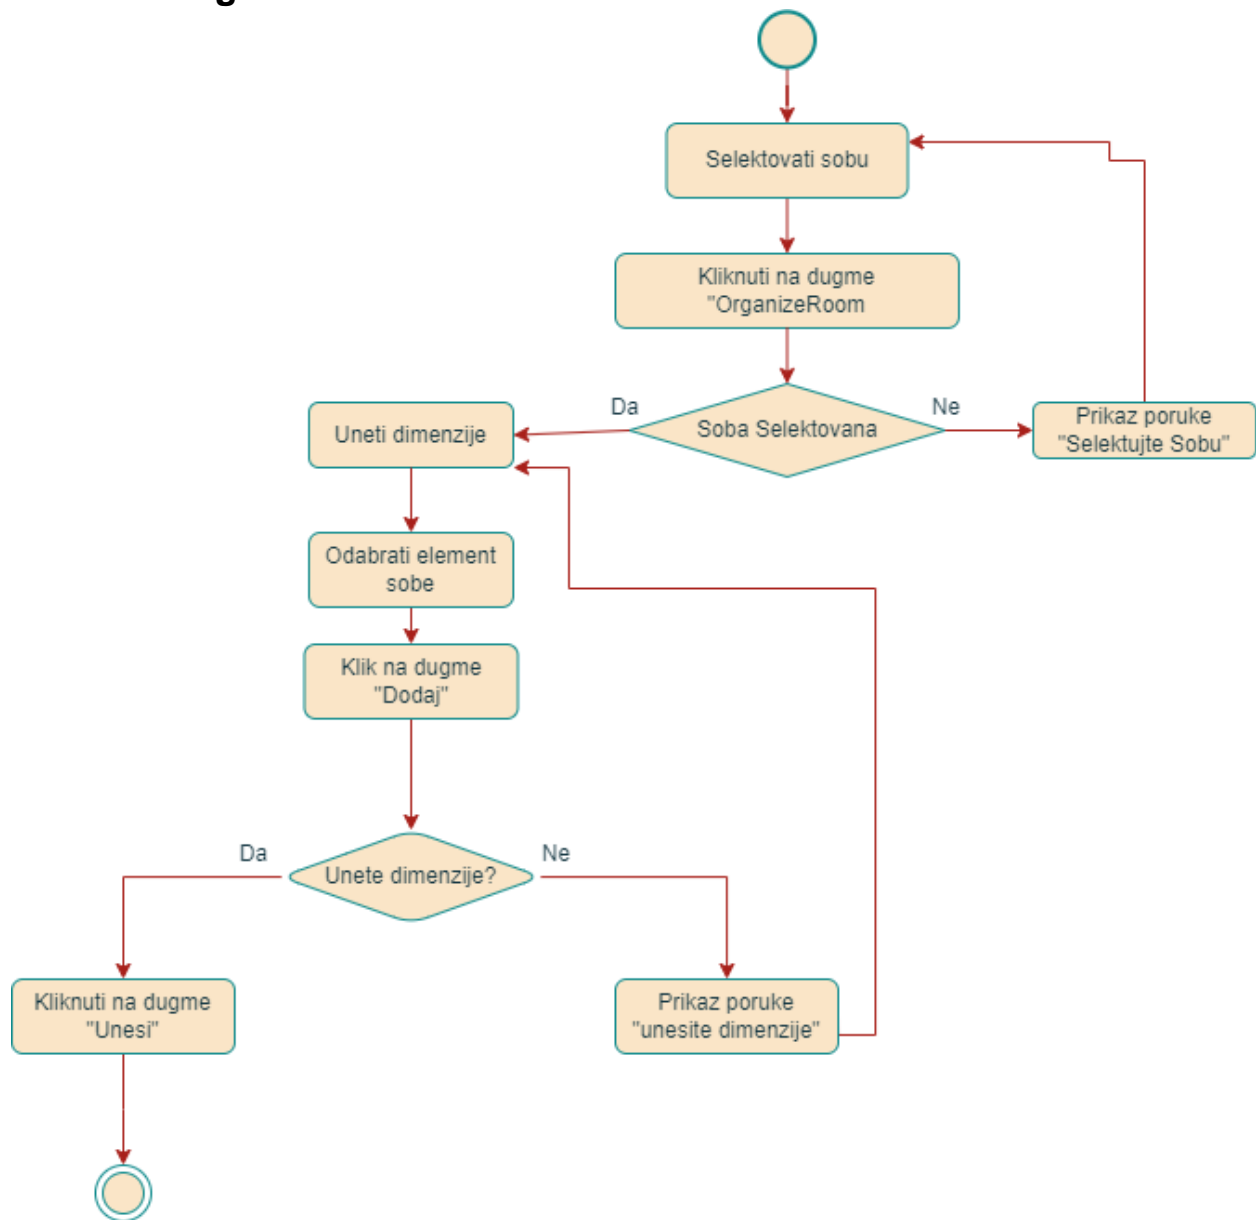 Selektovati sobu
Kliknuti na dugme
"OrganizeRoom
Da
Soba Selektovana
Ne
Prikaz poruke
"Selektujte Sobu"
Uneti dimenzije
Odabrati element
sobe
Klik na dugme
"Dodaj"
Da
Unete dimenzije?
Ne
Kliknuti na dugme
"Unesi"
Prikaz poruke
"unesite dimenzije"